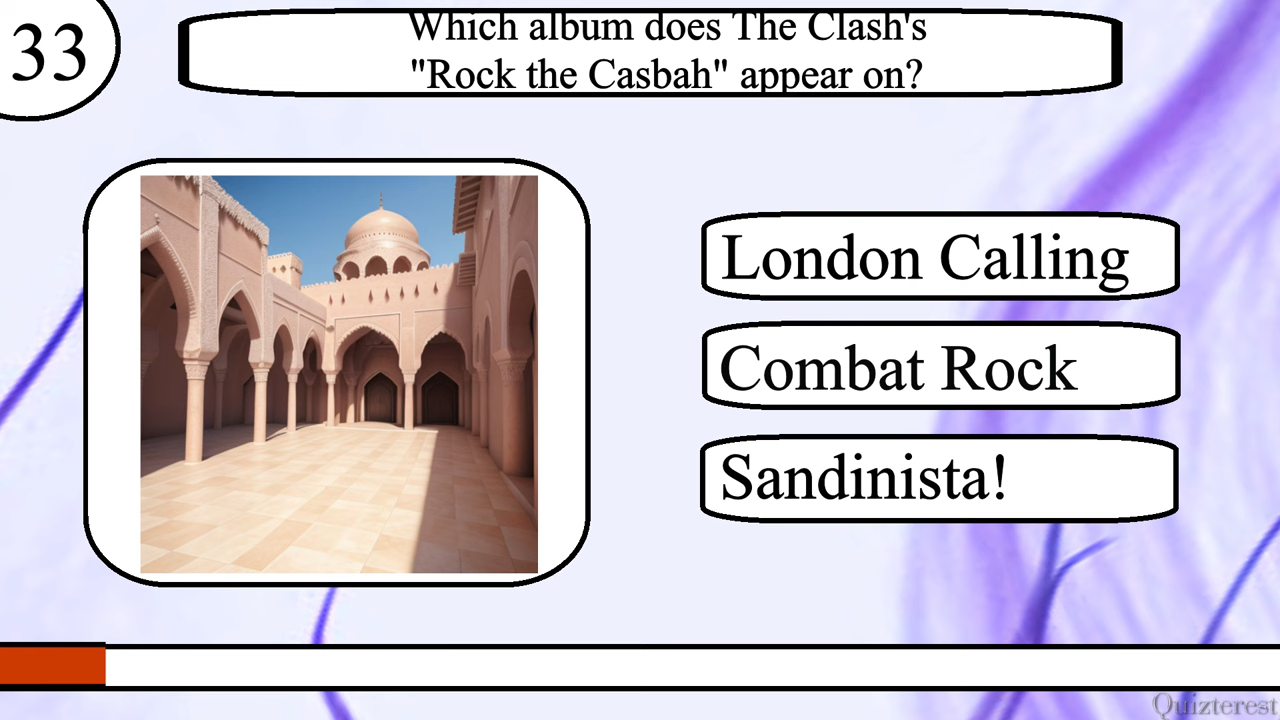 33
Which album does The Clash's
"Rock the Casbah" appear on?
London Calling
Combat Rock
Sandinista!
Quizterest